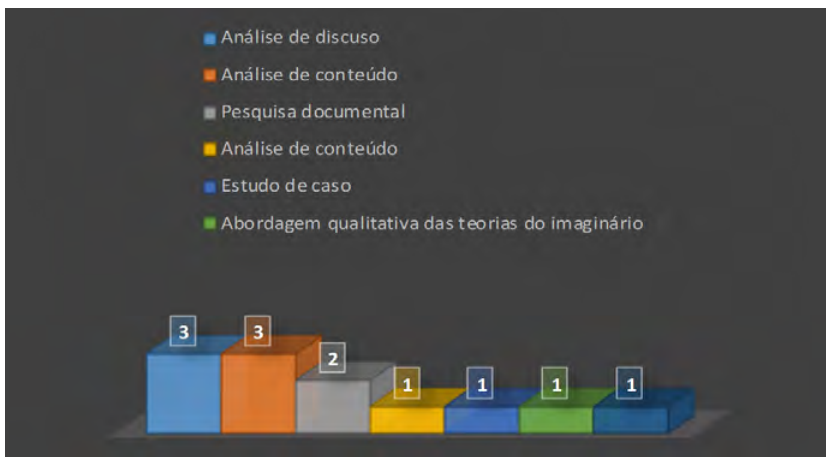 Análise de discuso
Análise de conteúdo
Pesquisa documental
Análise de conteúdo
Estudo de caso
Abordagem qualitativa das teorias do imaginário
3 3 2 1 1 1 1